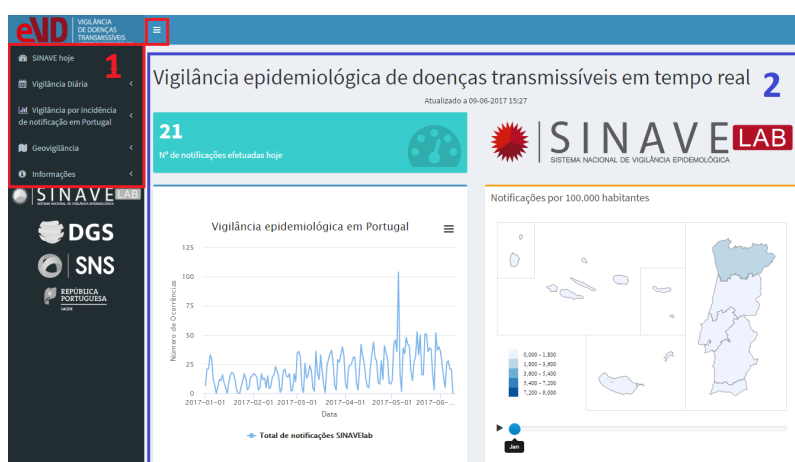 eVD
VIGILÂNCIA
DE DOENÇAS
TRANSMISSÍVEIS
SINAVE hoje
1
Vigilância Diária
Vigilância por incidência
de notificação em Portugal
Geovigilância
Informações
SINAVE LAB
DGS
SNS
REPÚBLICA
PORTUGUESA
SAÚDE
Vigilância epidemiológica de doenças transmissíveis em tempo real
2
Atualizado a 09-06-2017 15:27
21
Nº de notificações efetuadas hoje
SINAVE LAB
SISTEMA NACIONAL DE VIGILÂNCIA EPIDEMOLÓGICA
Vigilância epidemiológica em Portugal
125
100
75
50
25
0
Número de Ocorrências
2017-01-01 2017-02-01 2017-03-01 2017-04-01 2017-05-01 2017-06-...
Data
Total de notificações SINAVElab
Notificações por 100.000 habitantes
0,000 - 1,800
1,800 - 3,600
3,600 - 5,400
5,400 - 7,200
7,200 - 9,000
Jan